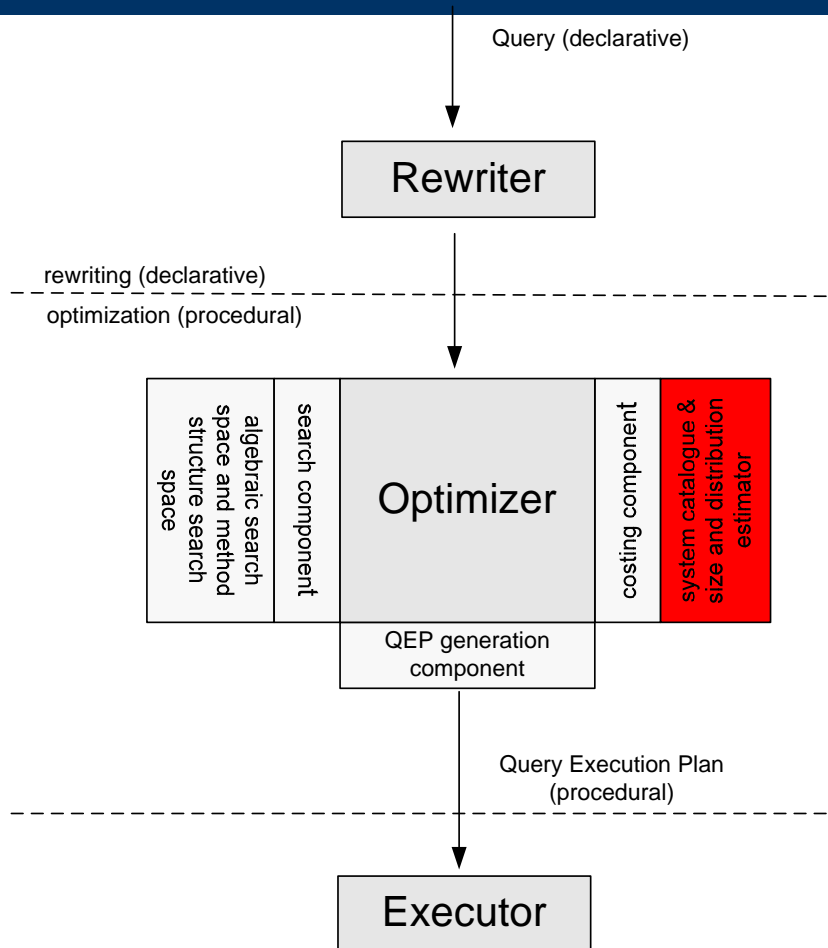 Query (declarative)
Rewriter
rewriting (declarative)
optimization (procedural)
algebraic search
space and method
structure search
space
search component
Optimizer
costing component
system catalogue &
size and distribution
estimator
QEP generation
component
Query Execution Plan
(procedural)
Executor